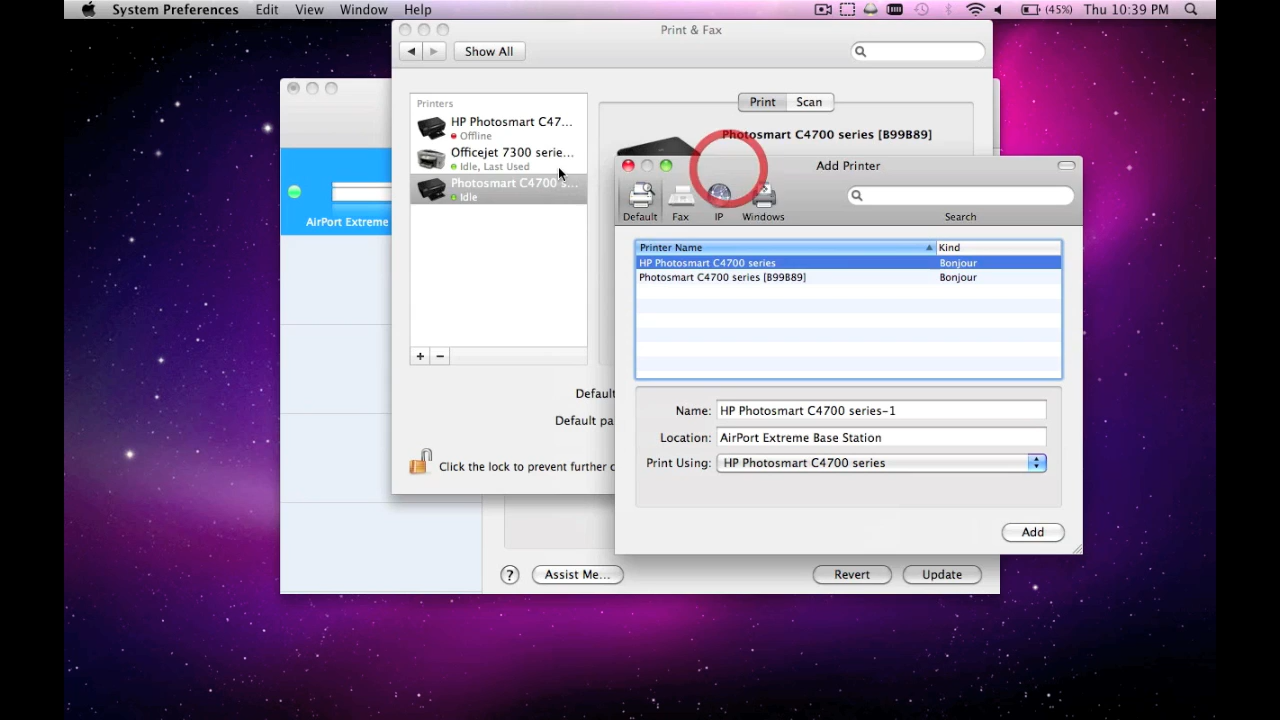 System Preferences Edit View Window Help (45%) Thu 10:39 PM
Print & Fax
Show All
Printers
HP Photosmart C47...
Offline
Officejet 7300 serie...
Idle, Last Used
Photosmart C4700 s...
Idle
Print Scan
Photosmart C4700 series [B99B89]
AirPort Extreme
Add Printer
Default Fax IP Windows Search
Printer Name Kind
HP Photosmart C4700 series Bonjour
Photosmart C4700 series [B99B89] Bonjour
Name: HP Photosmart C4700 series-1
Location: AirPort Extreme Base Station
Print Using: HP Photosmart C4700 series
Add
+ −
Defaul
Default pa
Click the lock to prevent further c
? Assist Me... Revert Update